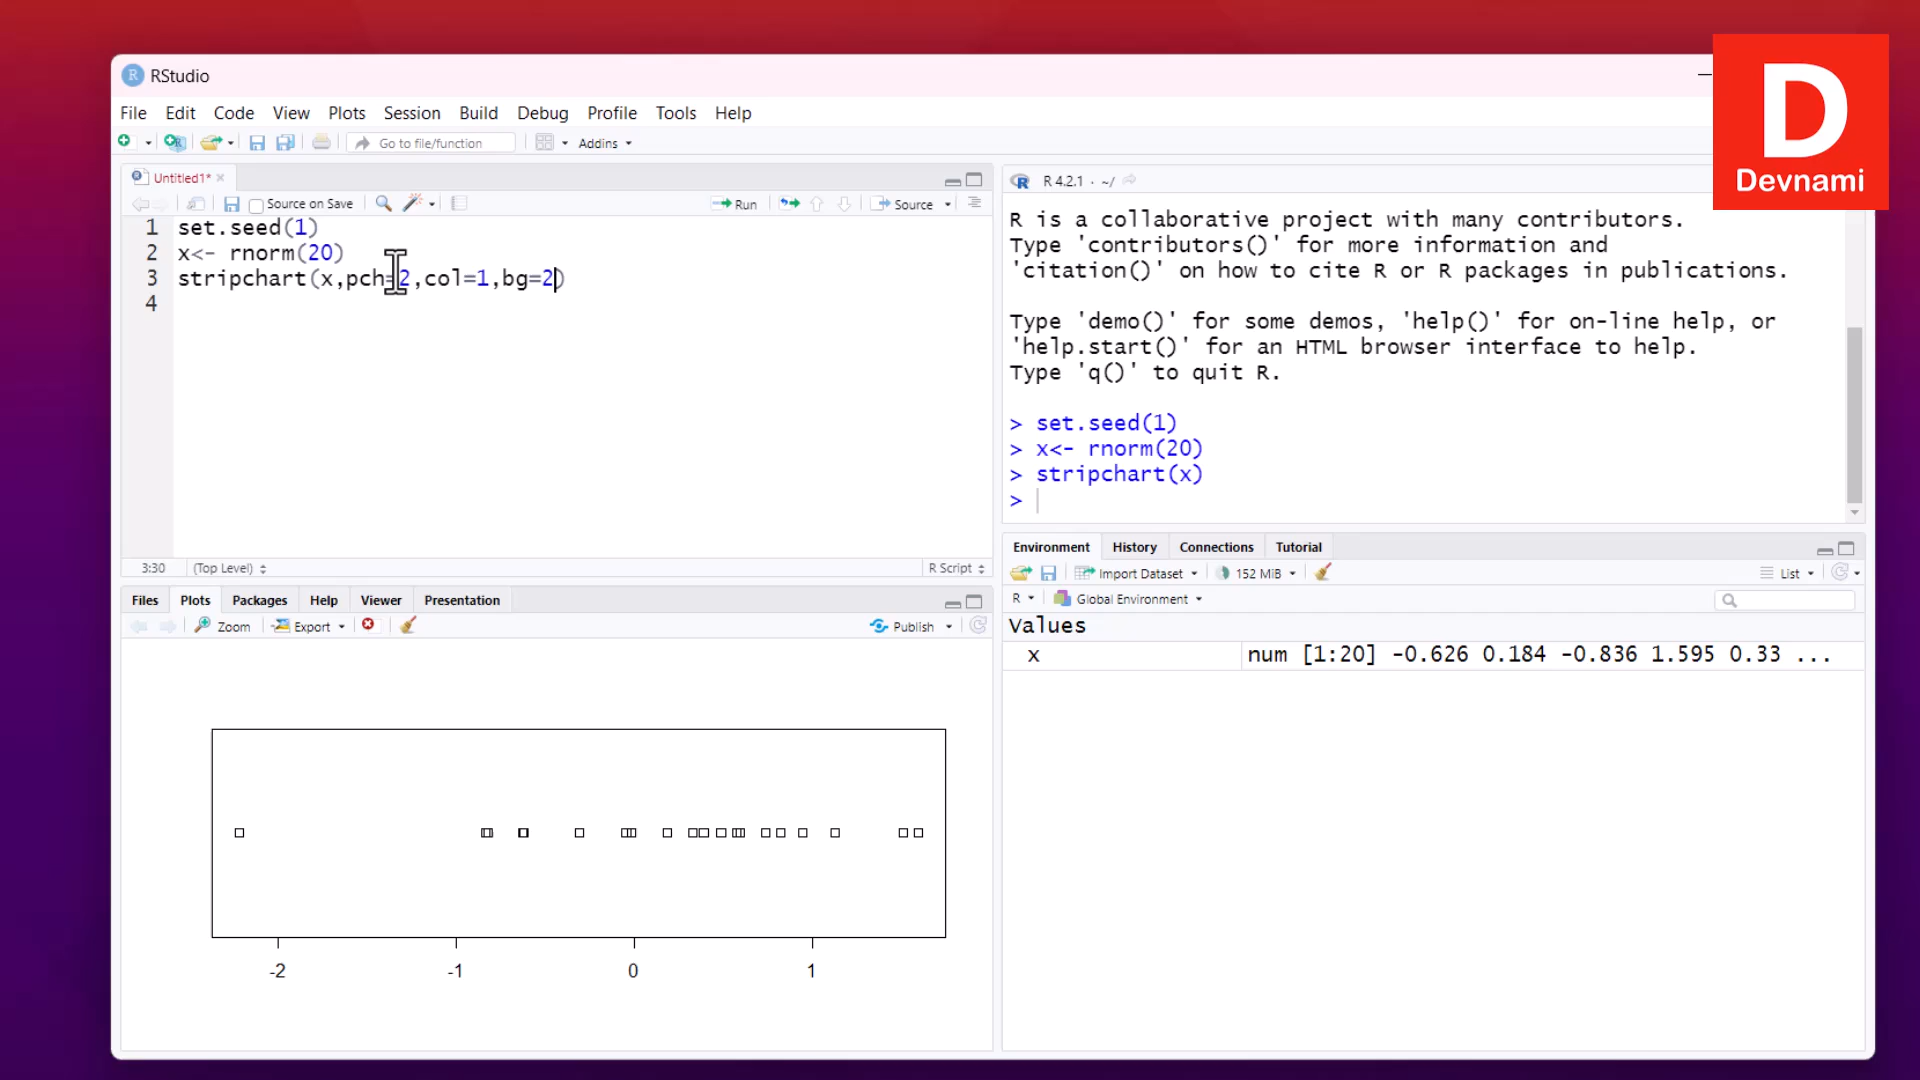 RStudio
D
Devnami
File Edit Code View Plots Session Build Debug Profile Tools Help
Go to file/function
Addins
Untitled1*
Source on Save
Run
Source
1 set.seed(1)
2 x<- rnorm(20)
3 stripchart(x,pch=2,col=1,bg=2)
4
3:30 (Top Level) R Script
R 4.2.1 · ~/
R is a collaborative project with many contributors.
Type 'contributors()' for more information and
'citation()' on how to cite R or R packages in publications.
Type 'demo()' for some demos, 'help()' for on-line help, or
'help.start()' for an HTML browser interface to help.
Type 'q()' to quit R.
> set.seed(1)
> x<- rnorm(20)
> stripchart(x)
>
Files Plots Packages Help Viewer Presentation
Zoom Export Publish
-2 -1 0 1
Environment History Connections Tutorial
Import Dataset 152 MiB List
R Global Environment
Values
x num [1:20] -0.626 0.184 -0.836 1.595 0.33 ...